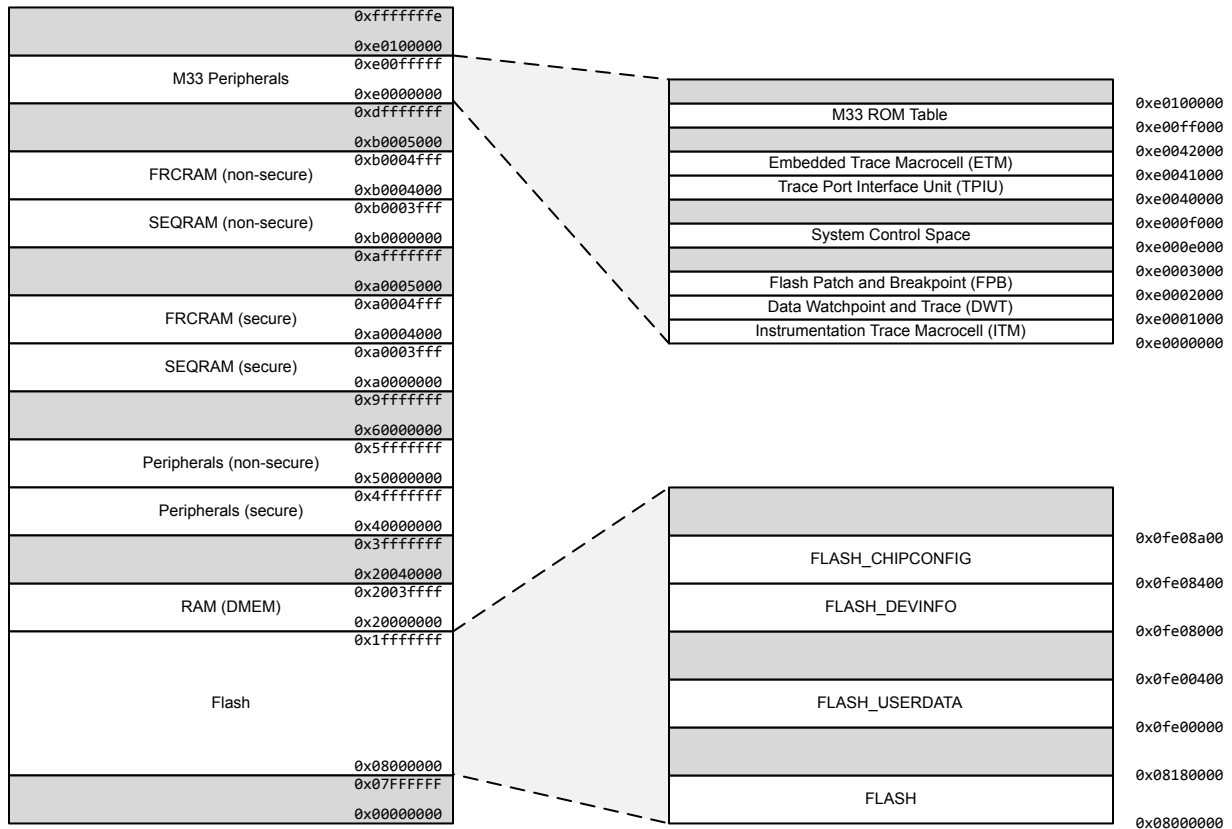 0xfffffffe
0xe0100000
0xe00fffff
M33 Peripherals
0xe0000000
0xdfffffff
0xb0005000
0xb0004fff
FRCRAM (non-secure)
0xb0004000
0xb0003fff
SEQRAM (non-secure)
0xb0000000
0xafffffff
0xa0005000
0xa0004fff
FRCRAM (secure)
0xa0004000
0xa0003fff
SEQRAM (secure)
0xa0000000
0x9fffffff
0x60000000
0x5fffffff
Peripherals (non-secure)
0x50000000
0x4fffffff
Peripherals (secure)
0x40000000
0x3fffffff
0x20040000
0x2003ffff
RAM (DMEM)
0x20000000
0x1fffffff
Flash
0x08000000
0x07FFFFFF
0x00000000
0xe0100000
M33 ROM Table
0xe00ff000
0xe0042000
Embedded Trace Macrocell (ETM)
0xe0041000
Trace Port Interface Unit (TPIU)
0xe0040000
0xe000f000
System Control Space
0xe000e000
0xe0003000
Flash Patch and Breakpoint (FPB)
0xe0002000
Data Watchpoint and Trace (DWT)
0xe0001000
Instrumentation Trace Macrocell (ITM)
0xe0000000
0x0fe08a00
FLASH_CHIPCONFIG
0x0fe08400
FLASH_DEVINFO
0x0fe08000
0x0fe00400
FLASH_USERDATA
0x0fe00000
0x08180000
FLASH
0x08000000